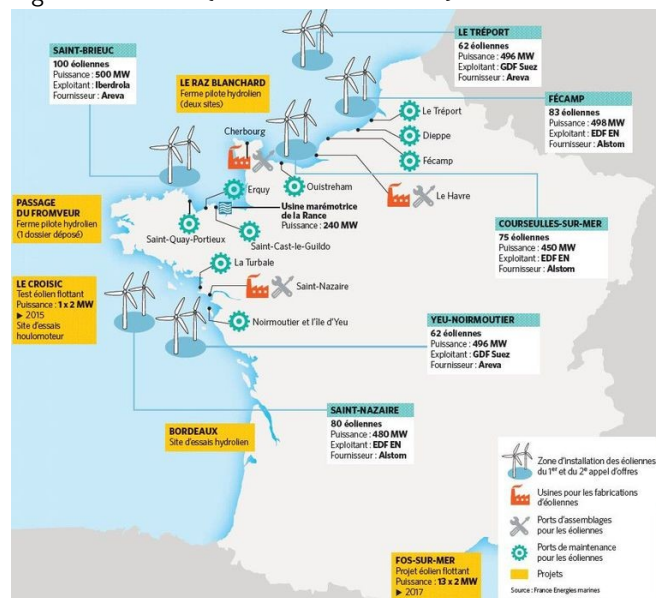 SAINT-BRIEUC
100 éoliennes
Puissance : 500 MW
Exploitant : Iberdrola
Fournisseur : Areva
LE RAZ BLANCHARD
Ferme pilote hydrolien
(deux sites)
LE TRÉPORT
62 éoliennes
Puissance : 496 MW
Exploitant : GDF Suez
Fournisseur : Areva
FÉCAMP
83 éoliennes
Puissance : 498 MW
Exploitant : EDF EN
Fournisseur : Alstom
Le Tréport
Dieppe
Fécamp
Cherbourg
Ouistreham
Le Havre
Erquy
Usine marémotrice
de la Rance
Puissance : 240 MW
Saint-Quay-Portieux
Saint-Cast-le-Guildo
PASSAGE
DU FROMVEUR
Ferme pilote hydrolien
(1 dossier déposé)
COURSEULLES-SUR-MER
75 éoliennes
Puissance : 450 MW
Exploitant : EDF EN
Fournisseur : Alstom
La Turbale
Saint-Nazaire
Noirmoutier et l'île d'Yeu
LE CROISIC
Test éolien flottant
Puissance : 1 x 2 MW
▶ 2015
Site d'essais
houlomoteur
YEU-NOIRMOUTIER
62 éoliennes
Puissance : 496 MW
Exploitant : GDF Suez
Fournisseur : Areva
SAINT-NAZAIRE
80 éoliennes
Puissance : 480 MW
Exploitant : EDF EN
Fournisseur : Alstom
BORDEAUX
Site d'essais hydrolien
FOS-SUR-MER
Projet éolien flottant
Puissance : 13 x 2 MW
▶ 2017
Zone d'installation des éoliennes
du 1er et du 2e appel d'offres
Usines pour les fabrications
d'éoliennes
Ports d'assemblages
pour les éoliennes
Ports de maintenance
pour les éoliennes
Projets
Source : France Energies marines